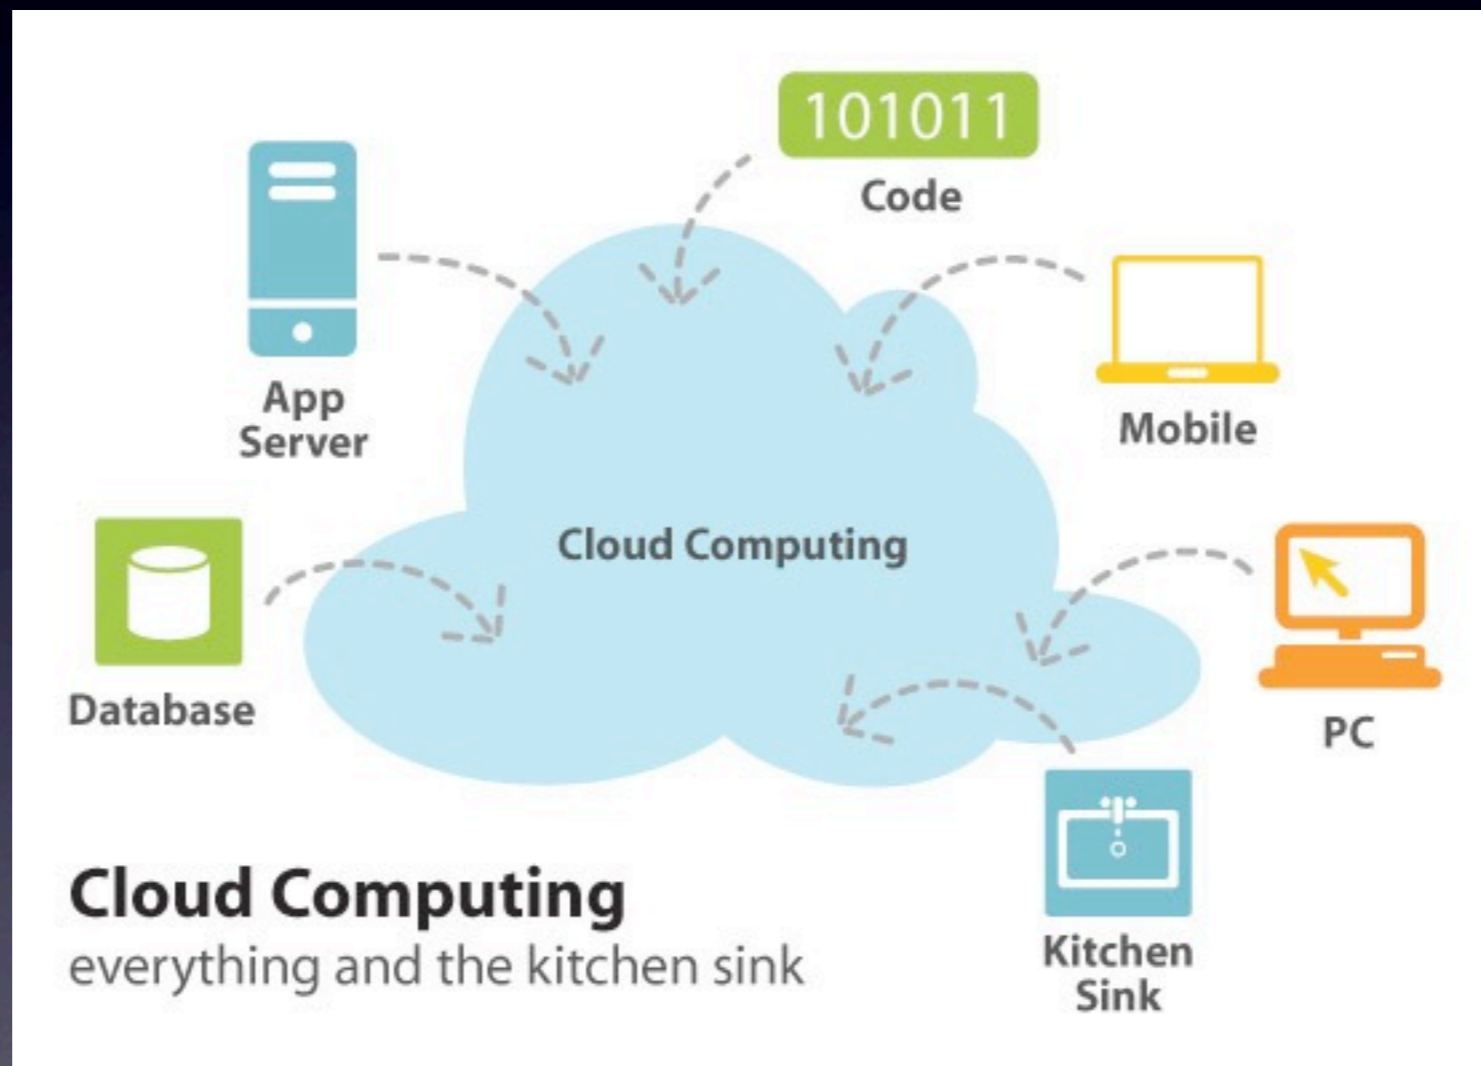 101011
Code
App
Server
Mobile
Cloud Computing
Database
PC
Cloud Computing
everything and the kitchen sink
Kitchen
Sink